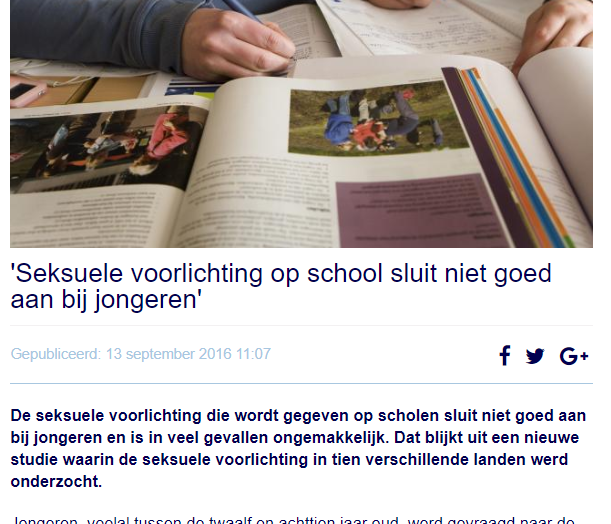 'Seksuele voorlichting op school sluit niet goed
aan bij jongeren'
Gepubliceerd: 13 september 2016 11:07
De seksuele voorlichting die wordt gegeven op scholen sluit niet goed aan
bij jongeren en is in veel gevallen ongemakkelijk. Dat blijkt uit een nieuwe
studie waarin de seksuele voorlichting in tien verschillende landen werd
onderzocht.
Jongeren, veelal tussen de twaalf en achttien jaar oud, werd gevraagd naar de